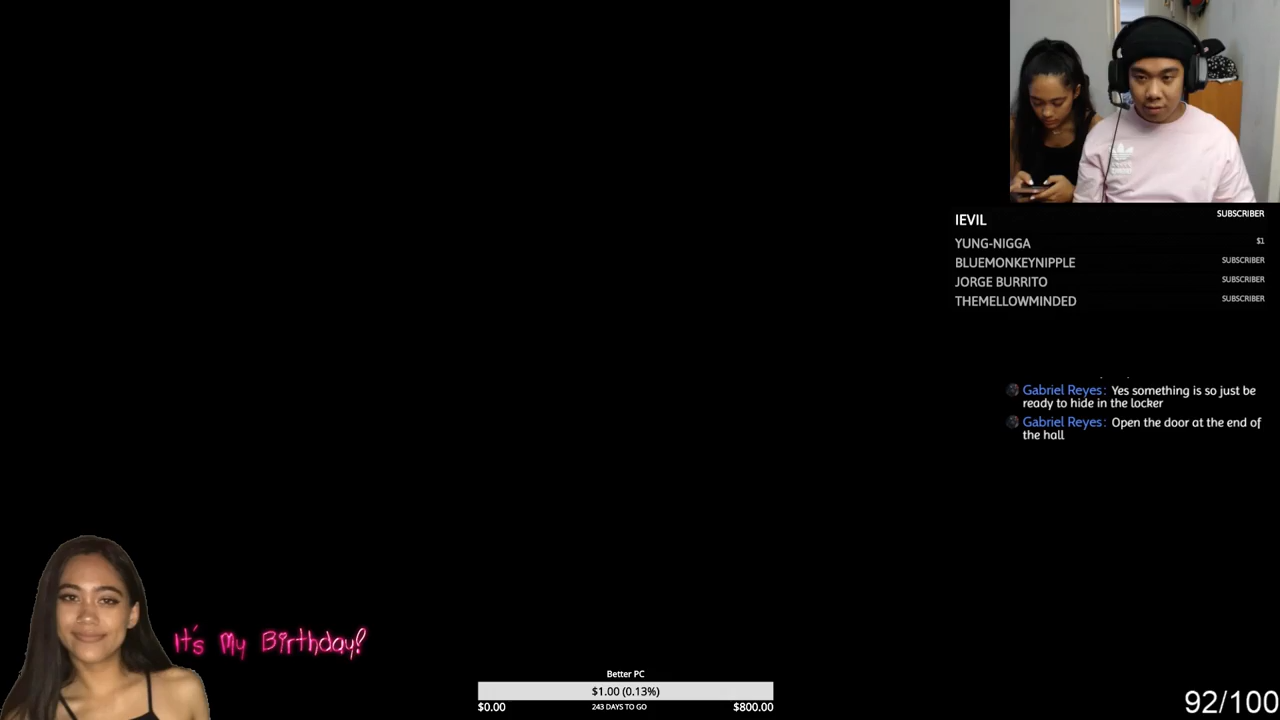 IEVIL SUBSCRIBER
YUNG-NIGGA $1
BLUEMONKEYNIPPLE SUBSCRIBER
JORGE BURRITO SUBSCRIBER
THEMELLOWMINDED SUBSCRIBER
Gabriel Reyes: Yes something is so just be
ready to hide in the locker
Gabriel Reyes: Open the door at the end of
the hall
It's My Birthday!
Better PC
$1.00 (0.13%)
$0.00 243 DAYS TO GO $800.00
92/100